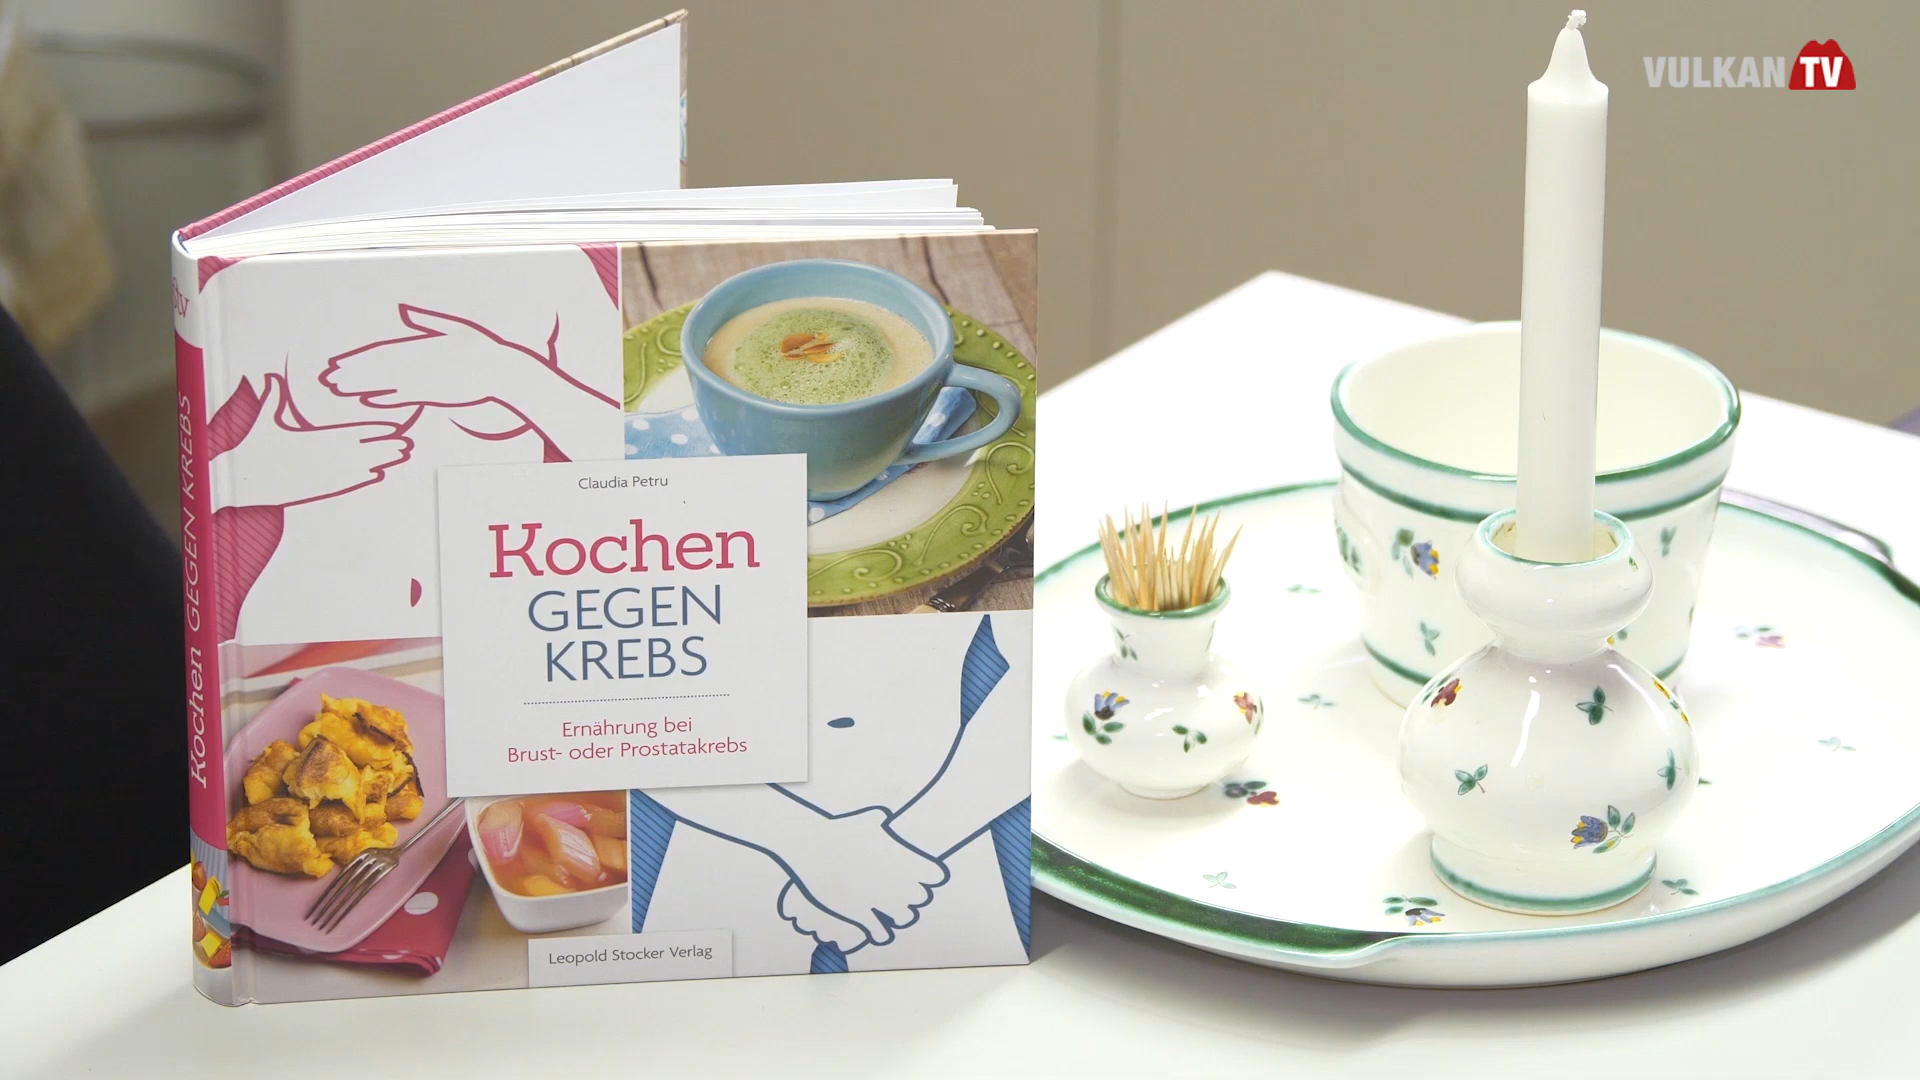 VULKAN TV
Claudia Petru
Kochen
GEGEN
KREBS
Ernährung bei
Brust- oder Prostatakrebs
Leopold Stocker Verlag
Kochen GEGEN KREBS